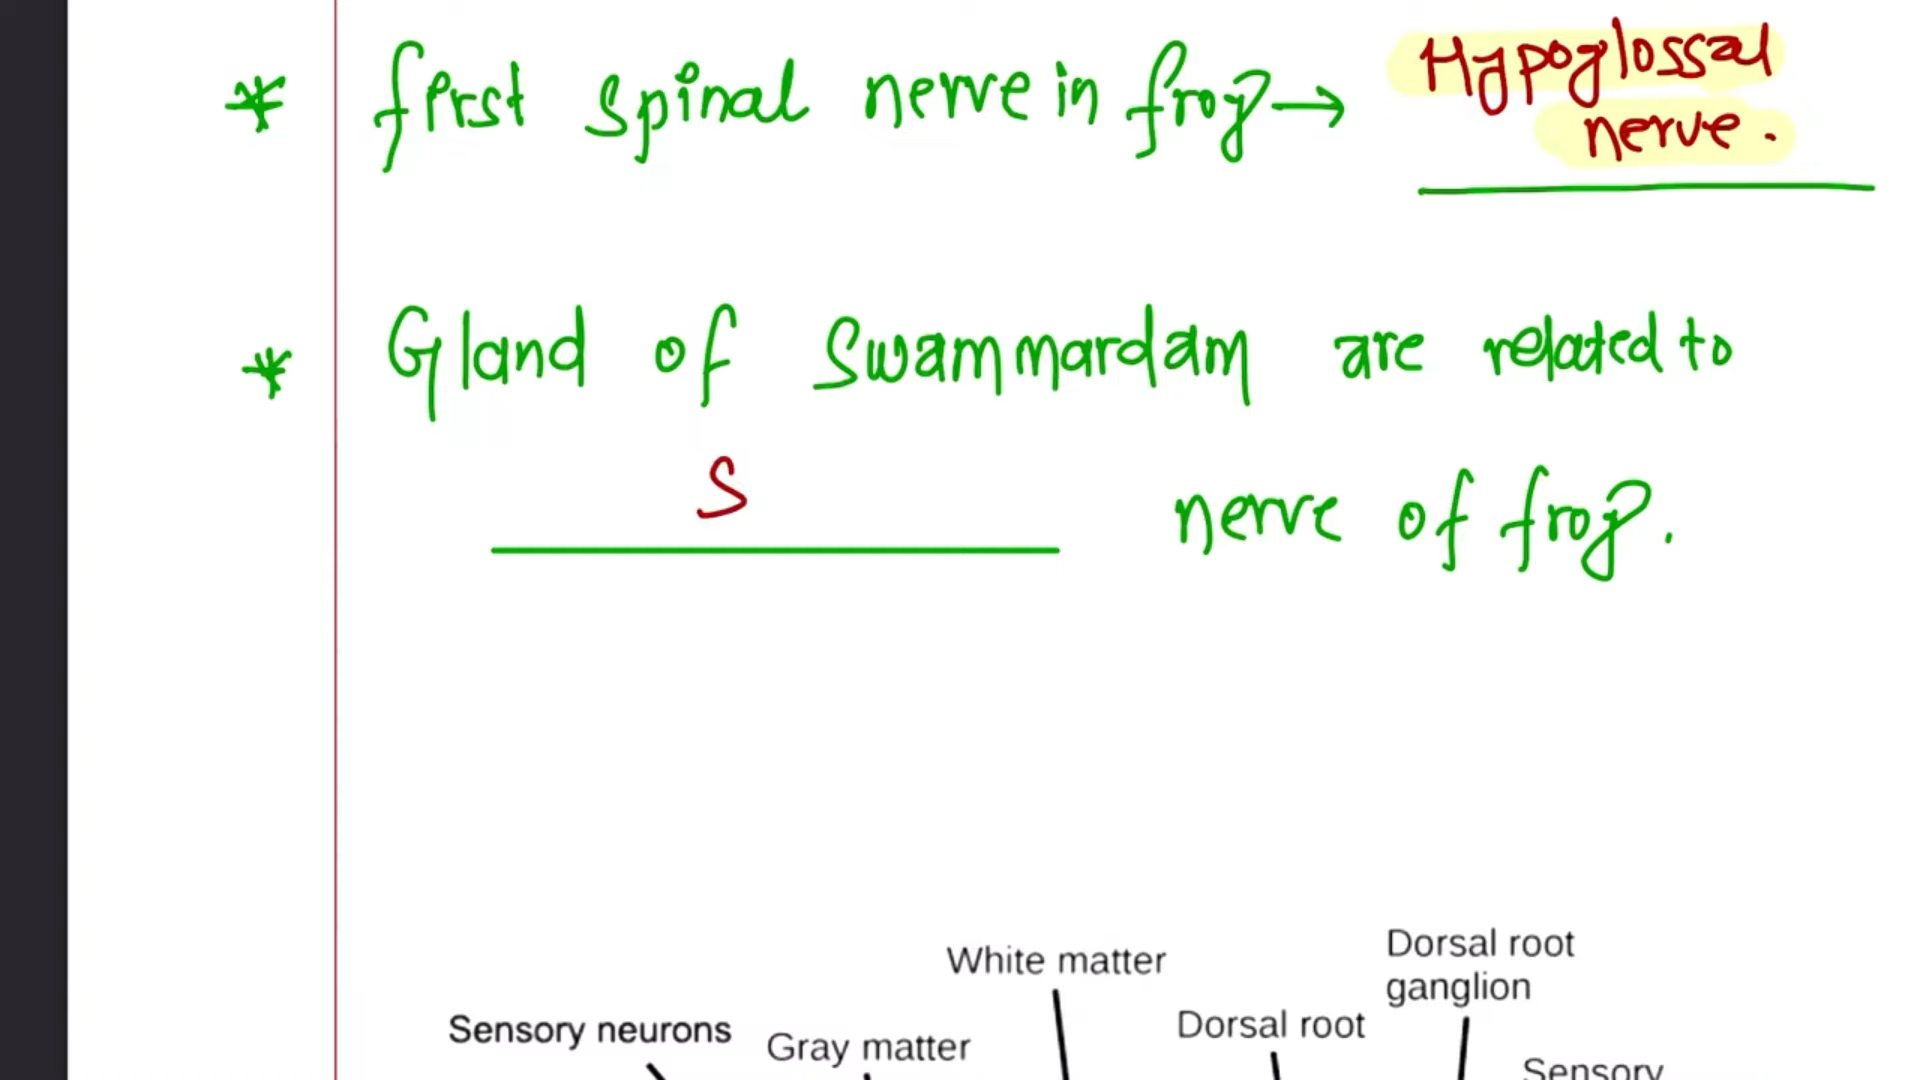 * first spinal nerve in frog → Hypoglossal
nerve.
* Gland of Swammardam are related to
S nerve of frog.
White matter
Dorsal root
ganglion
Sensory neurons
Gray matter
Dorsal root
Sensory